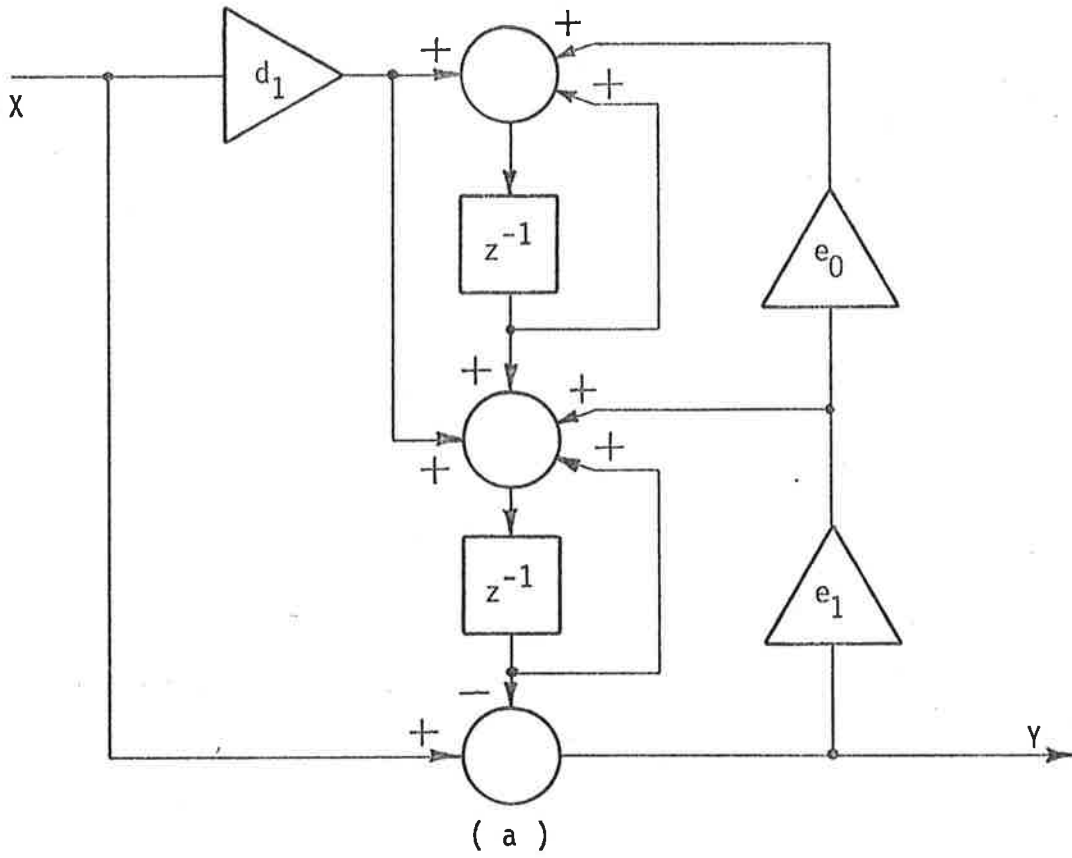 +
+
d₁
+
X
z⁻¹
e₀
+
+
+
+
z⁻¹
e₁
−
+
Y
( a )